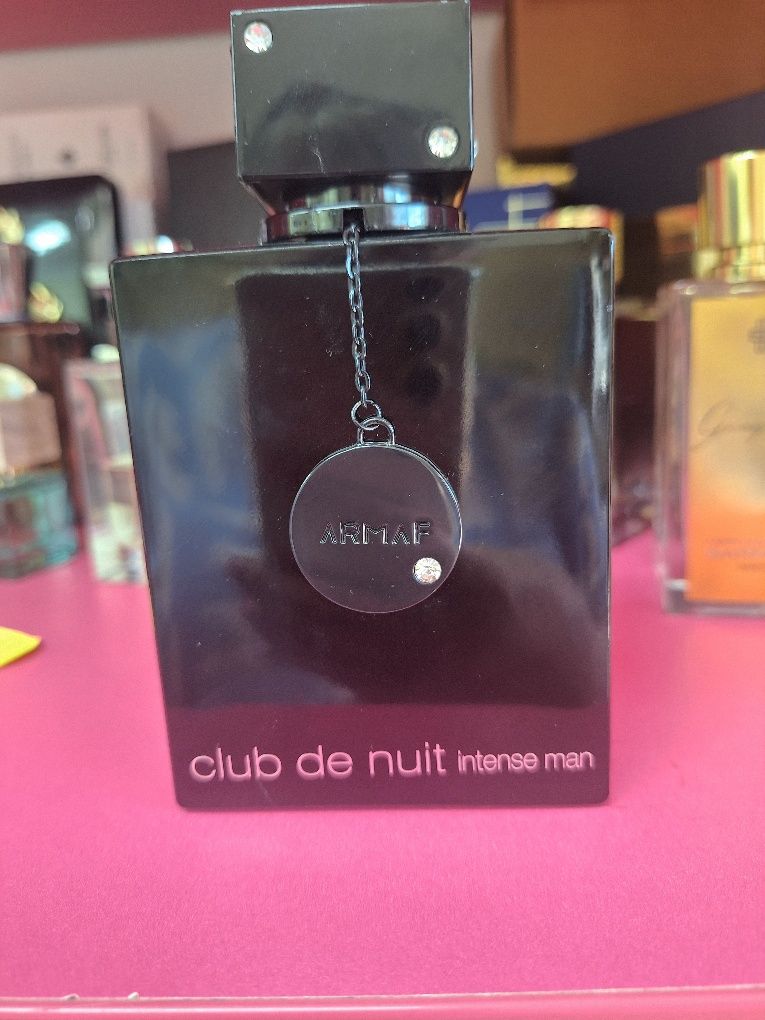 ARMAF
club de nuit intense man